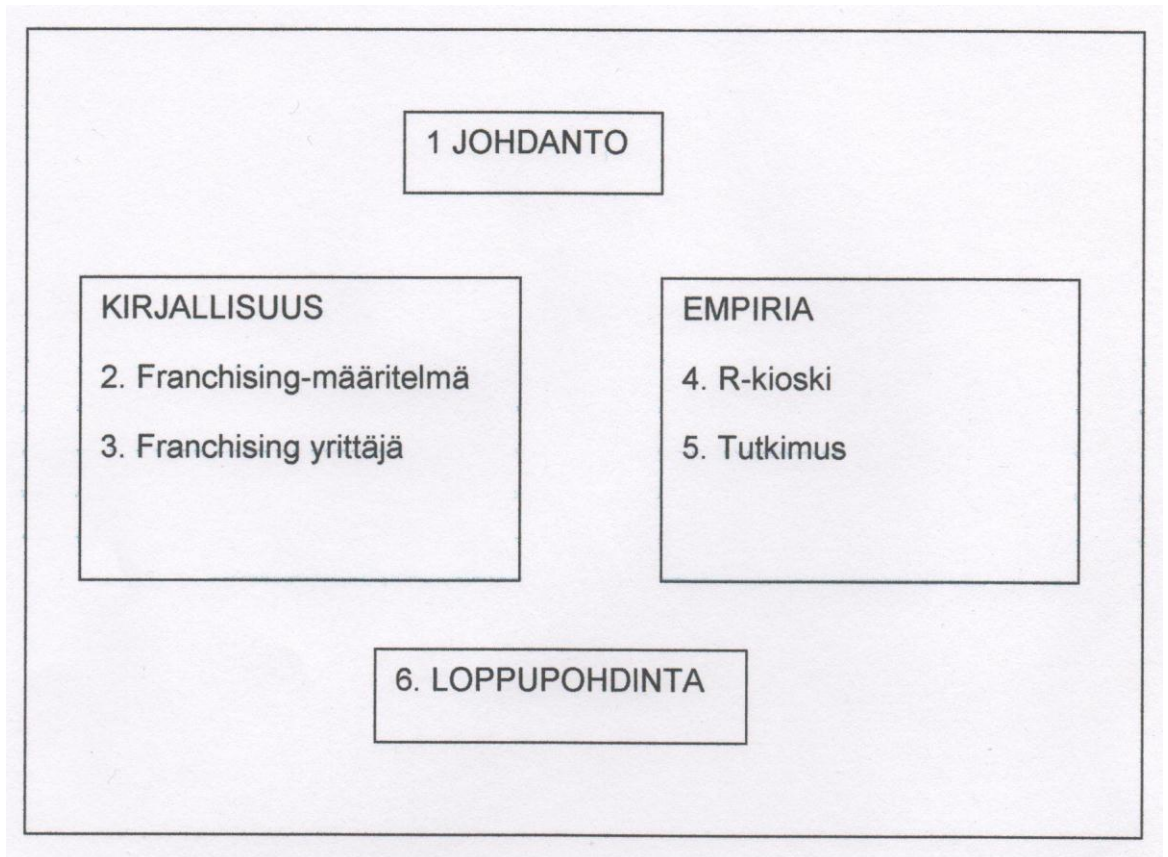 1 JOHDANTO
KIRJALLISUUS
2. Franchising-määritelmä
3. Franchising yrittäjä
EMPIRIA
4. R-kioski
5. Tutkimus
6. LOPPUPOHDINTA